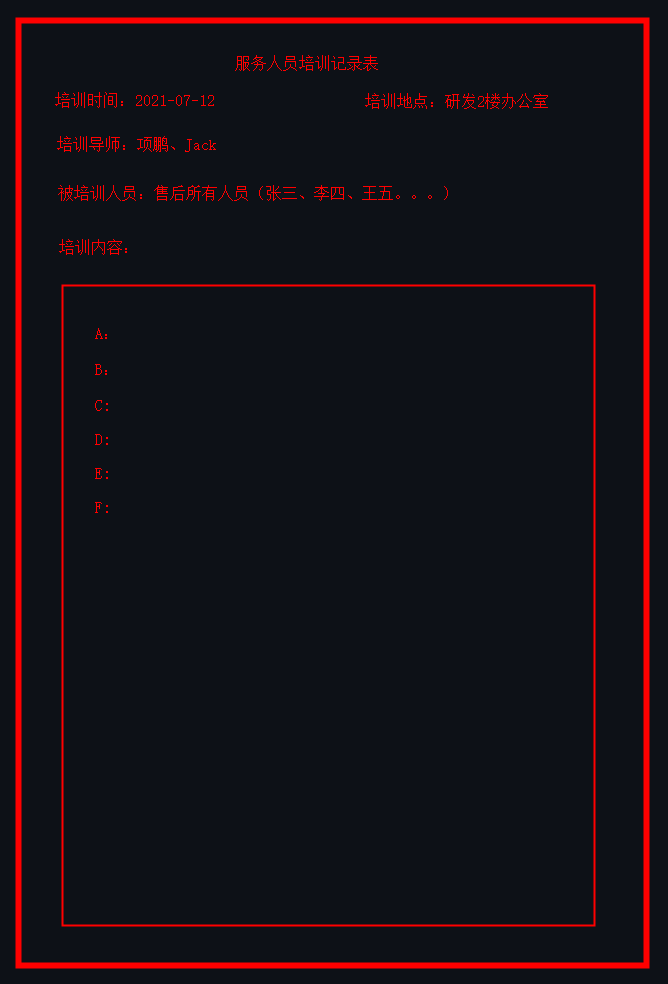 服务人员培训记录表
培训时间：2021-07-12 培训地点：研发2楼办公室
培训导师：项鹏、Jack
被培训人员：售后所有人员（张三、李四、王五。。。）
培训内容：
A：
B：
C：
D：
E：
F：